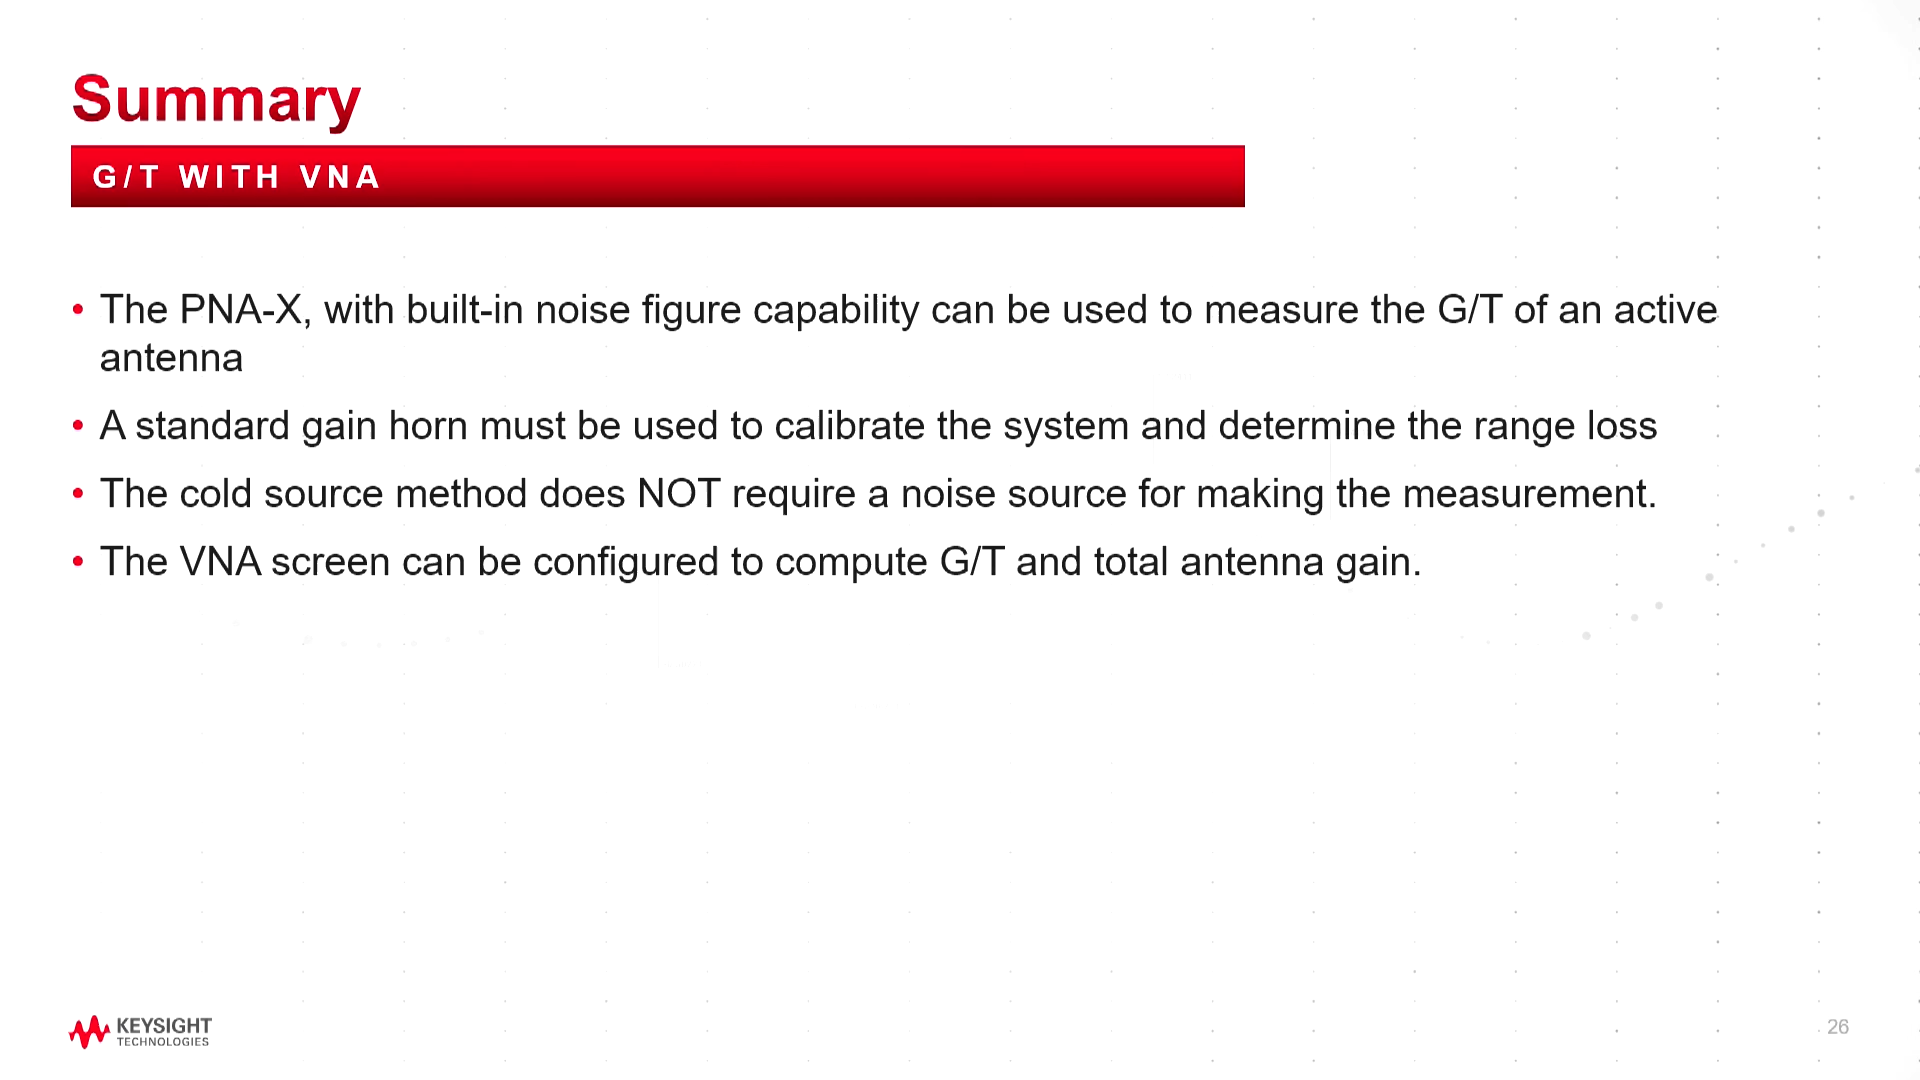 Summary
G/T WITH VNA
• The PNA-X, with built-in noise figure capability can be used to measure the G/T of an active
antenna
• A standard gain horn must be used to calibrate the system and determine the range loss
• The cold source method does NOT require a noise source for making the measurement.
• The VNA screen can be configured to compute G/T and total antenna gain.
KEYSIGHT
TECHNOLOGIES
26